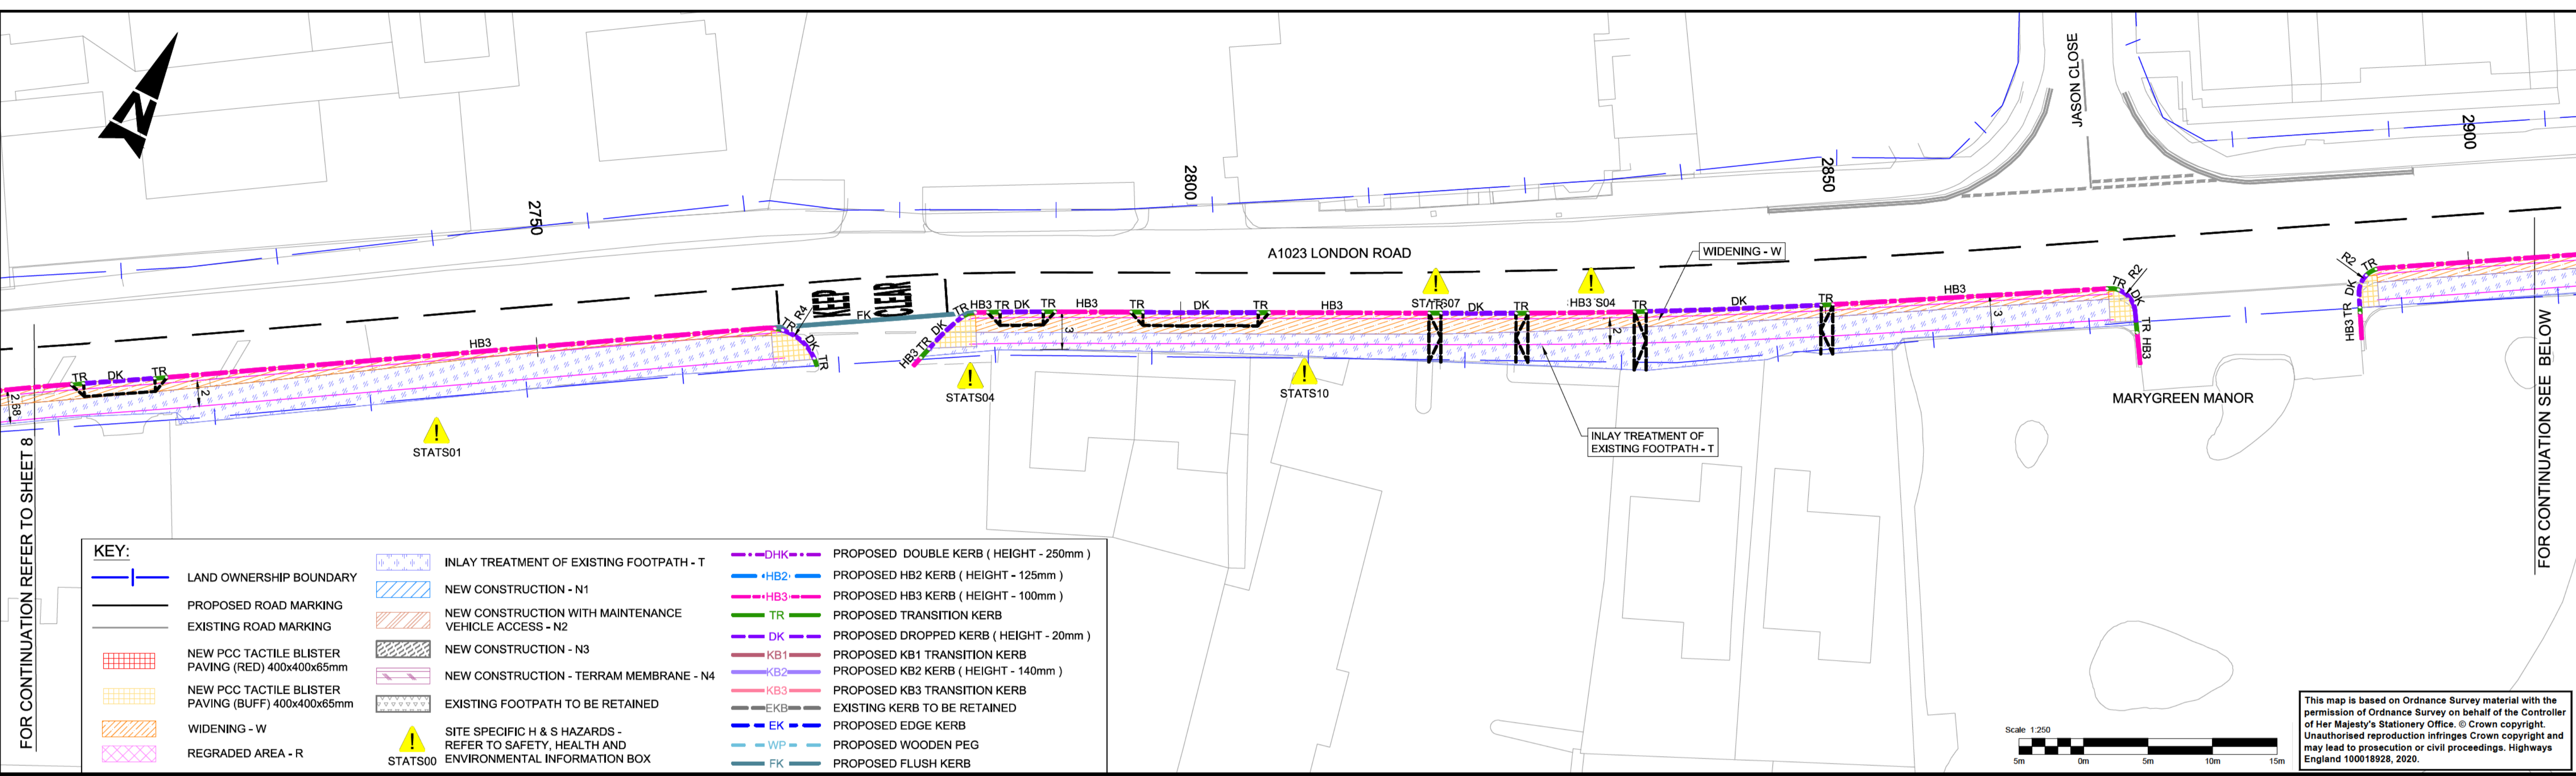 N
JASON CLOSE
2750
2800
2850
2900
A1023 LONDON ROAD
WIDENING - W
KEEP
CLEAR
TR
R4
TR
DK
TR
FK
TR
DK
TR
HB3
HB3
TR
DK
TR
HB3
TR
DK
TR
HB3
STATS07
TR
DK
TR
HB3
S04
TR
DK
TR
HB3
TR
R2
DK
TR
HB3
R2
TR
DK
TR
HB3
HB3
TR
DK
TR
2.68
2
3
2
3
STATS01
STATS04
STATS10
INLAY TREATMENT OF
EXISTING FOOTPATH - T
MARYGREEN MANOR
FOR CONTINUATION REFER TO SHEET 8
FOR CONTINUATION SEE BELOW
KEY:
LAND OWNERSHIP BOUNDARY
PROPOSED ROAD MARKING
EXISTING ROAD MARKING
NEW PCC TACTILE BLISTER
PAVING (RED) 400x400x65mm
NEW PCC TACTILE BLISTER
PAVING (BUFF) 400x400x65mm
WIDENING - W
REGRADED AREA - R
INLAY TREATMENT OF EXISTING FOOTPATH - T
NEW CONSTRUCTION - N1
NEW CONSTRUCTION WITH MAINTENANCE
VEHICLE ACCESS - N2
NEW CONSTRUCTION - N3
NEW CONSTRUCTION - TERRAM MEMBRANE - N4
EXISTING FOOTPATH TO BE RETAINED
SITE SPECIFIC H & S HAZARDS -
REFER TO SAFETY, HEALTH AND
ENVIRONMENTAL INFORMATION BOX
STATS00
DHK PROPOSED DOUBLE KERB ( HEIGHT - 250mm )
HB2 PROPOSED HB2 KERB ( HEIGHT - 125mm )
HB3 PROPOSED HB3 KERB ( HEIGHT - 100mm )
TR PROPOSED TRANSITION KERB
DK PROPOSED DROPPED KERB ( HEIGHT - 20mm )
KB1 PROPOSED KB1 TRANSITION KERB
KB2 PROPOSED KB2 KERB ( HEIGHT - 140mm )
KB3 PROPOSED KB3 TRANSITION KERB
EKB EXISTING KERB TO BE RETAINED
EK PROPOSED EDGE KERB
WP PROPOSED WOODEN PEG
FK PROPOSED FLUSH KERB
Scale 1:250
5m 0m 5m 10m 15m
This map is based on Ordnance Survey material with the
permission of Ordnance Survey on behalf of the Controller
of Her Majesty's Stationery Office. © Crown copyright.
Unauthorised reproduction infringes Crown copyright and
may lead to prosecution or civil proceedings. Highways
England 100018928, 2020.